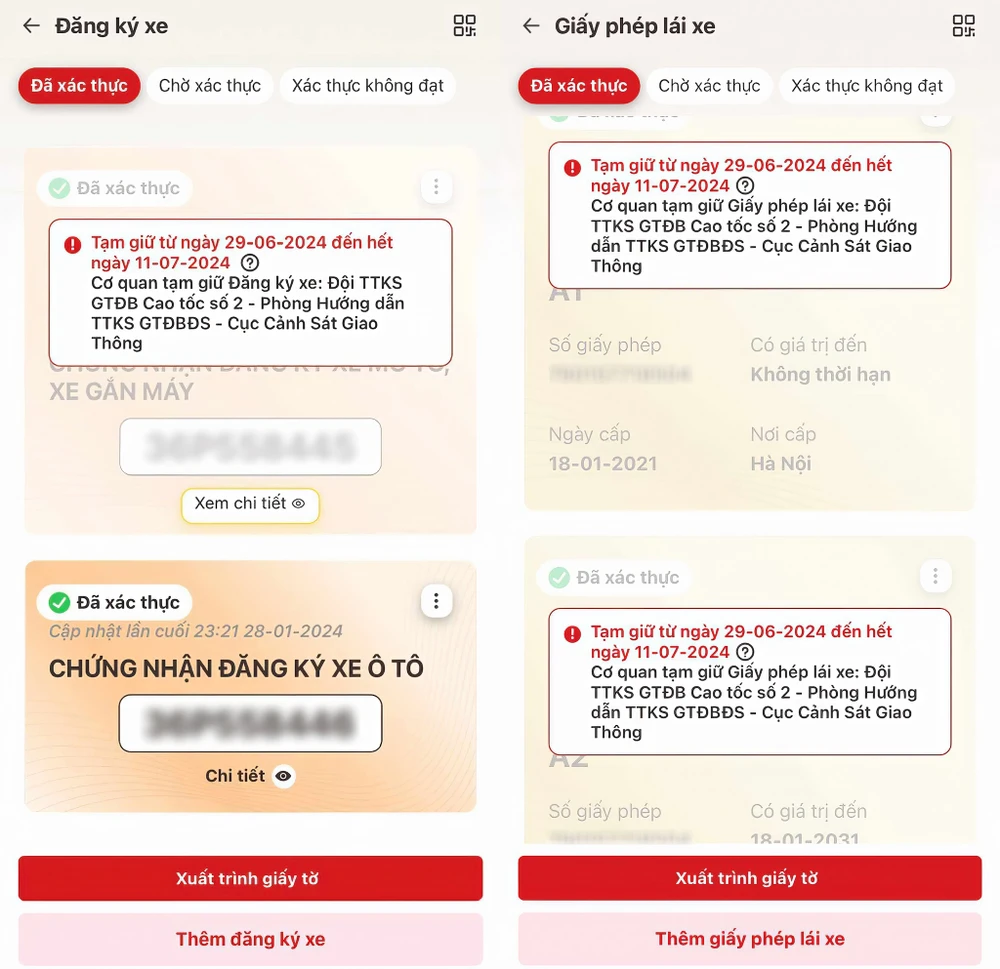 Đăng ký xe
Đã xác thực
Chờ xác thực
Xác thực không đạt
Đã xác thực
Tạm giữ từ ngày 29-06-2024 đến hết
ngày 11-07-2024
Cơ quan tạm giữ Đăng ký xe: Đội TTKS
GTĐB Cao tốc số 2 - Phòng Hướng dẫn
TTKS GTĐBĐS - Cục Cảnh Sát Giao
Thông
CHỨNG NHẬN ĐĂNG KÝ XE MÔ TÔ,
XE GẮN MÁY
Xem chi tiết
Đã xác thực
Cập nhật lần cuối 23:21 28-01-2024
CHỨNG NHẬN ĐĂNG KÝ XE Ô TÔ
Chi tiết
Xuất trình giấy tờ
Thêm đăng ký xe
Giấy phép lái xe
Đã xác thực
Chờ xác thực
Xác thực không đạt
Đã xác thực
Tạm giữ từ ngày 29-06-2024 đến hết
ngày 11-07-2024
Cơ quan tạm giữ Giấy phép lái xe: Đội
TTKS GTĐB Cao tốc số 2 - Phòng Hướng
dẫn TTKS GTĐBĐS - Cục Cảnh Sát Giao
Thông
A1
Số giấy phép
Có giá trị đến
Không thời hạn
Ngày cấp
Nơi cấp
18-01-2021
Hà Nội
Đã xác thực
Tạm giữ từ ngày 29-06-2024 đến hết
ngày 11-07-2024
Cơ quan tạm giữ Giấy phép lái xe: Đội
TTKS GTĐB Cao tốc số 2 - Phòng Hướng
dẫn TTKS GTĐBĐS - Cục Cảnh Sát Giao
Thông
A2
Số giấy phép
Có giá trị đến
18-01-2031
Xuất trình giấy tờ
Thêm giấy phép lái xe